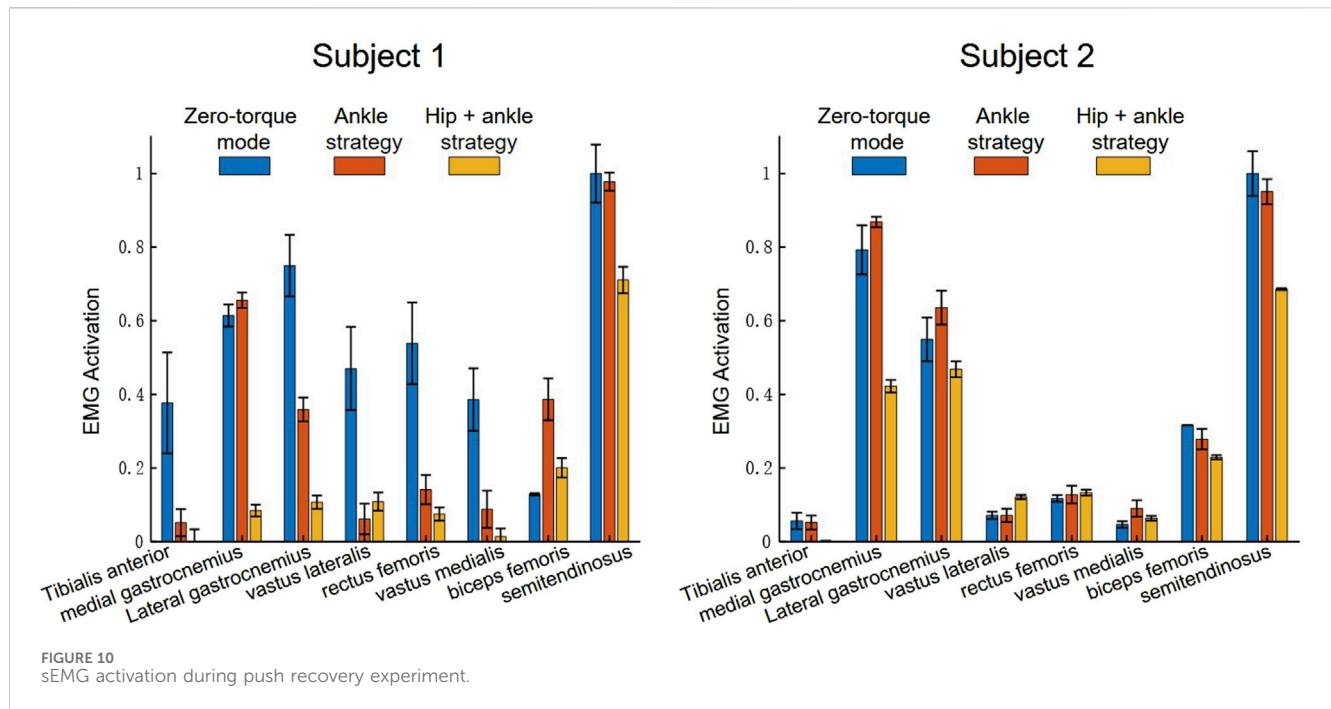 Subject 1
Zero-torque mode
Ankle strategy
Hip + ankle strategy
EMG Activation
1
0.8
0.6
0.4
0.2
0
Tibialis anterior
medial gastrocnemius
Lateral gastrocnemius
vastus lateralis
rectus femoris
vastus medialis
biceps femoris
semitendinosus
Subject 2
Zero-torque mode
Ankle strategy
Hip + ankle strategy
EMG Activation
1
0.8
0.6
0.4
0.2
0
Tibialis anterior
medial gastrocnemius
Lateral gastrocnemius
vastus lateralis
rectus femoris
vastus medialis
biceps femoris
semitendinosus
FIGURE 10
sEMG activation during push recovery experiment.